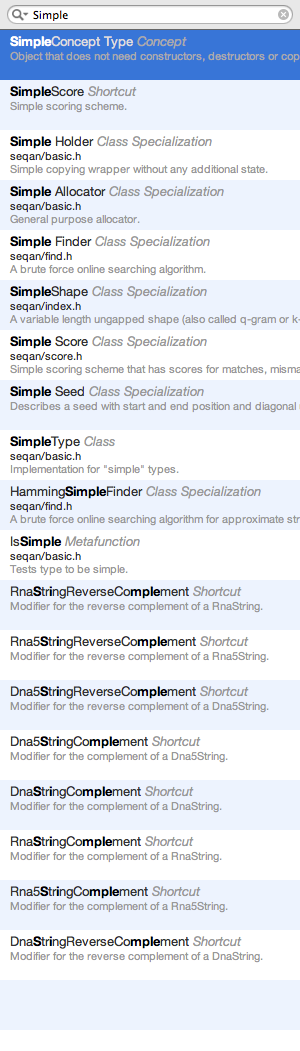 Simple
SimpleConcept Type Concept
Object that does not need constructors, destructors or cop
SimpleScore Shortcut
Simple scoring scheme.
Simple Holder Class Specialization
seqan/basic.h
Simple copying wrapper without any additional state.
Simple Allocator Class Specialization
seqan/basic.h
General purpose allocator.
Simple Finder Class Specialization
seqan/find.h
A brute force online searching algorithm.
SimpleShape Class Specialization
seqan/index.h
A variable length ungapped shape (also called q-gram or k-
Simple Score Class Specialization
seqan/score.h
Simple scoring scheme that has scores for matches, misma
Simple Seed Class Specialization
Describes a seed with start and end position and diagonal
SimpleType Class
seqan/basic.h
Implementation for "simple" types.
HammingSimpleFinder Class Specialization
seqan/find.h
A brute force online searching algorithm for approximate str
IsSimple Metafunction
seqan/basic.h
Tests type to be simple.
RnaStringReverseComplement Shortcut
Modifier for the reverse complement of a RnaString.
Rna5StringReverseComplement Shortcut
Modifier for the reverse complement of a Rna5String.
Dna5StringReverseComplement Shortcut
Modifier for the reverse complement of a Dna5String.
Dna5StringComplement Shortcut
Modifier for the complement of a Dna5String.
DnaStringComplement Shortcut
Modifier for the complement of a DnaString.
RnaStringComplement Shortcut
Modifier for the complement of a RnaString.
Rna5StringComplement Shortcut
Modifier for the complement of a Rna5String.
DnaStringReverseComplement Shortcut
Modifier for the reverse complement of a DnaString.